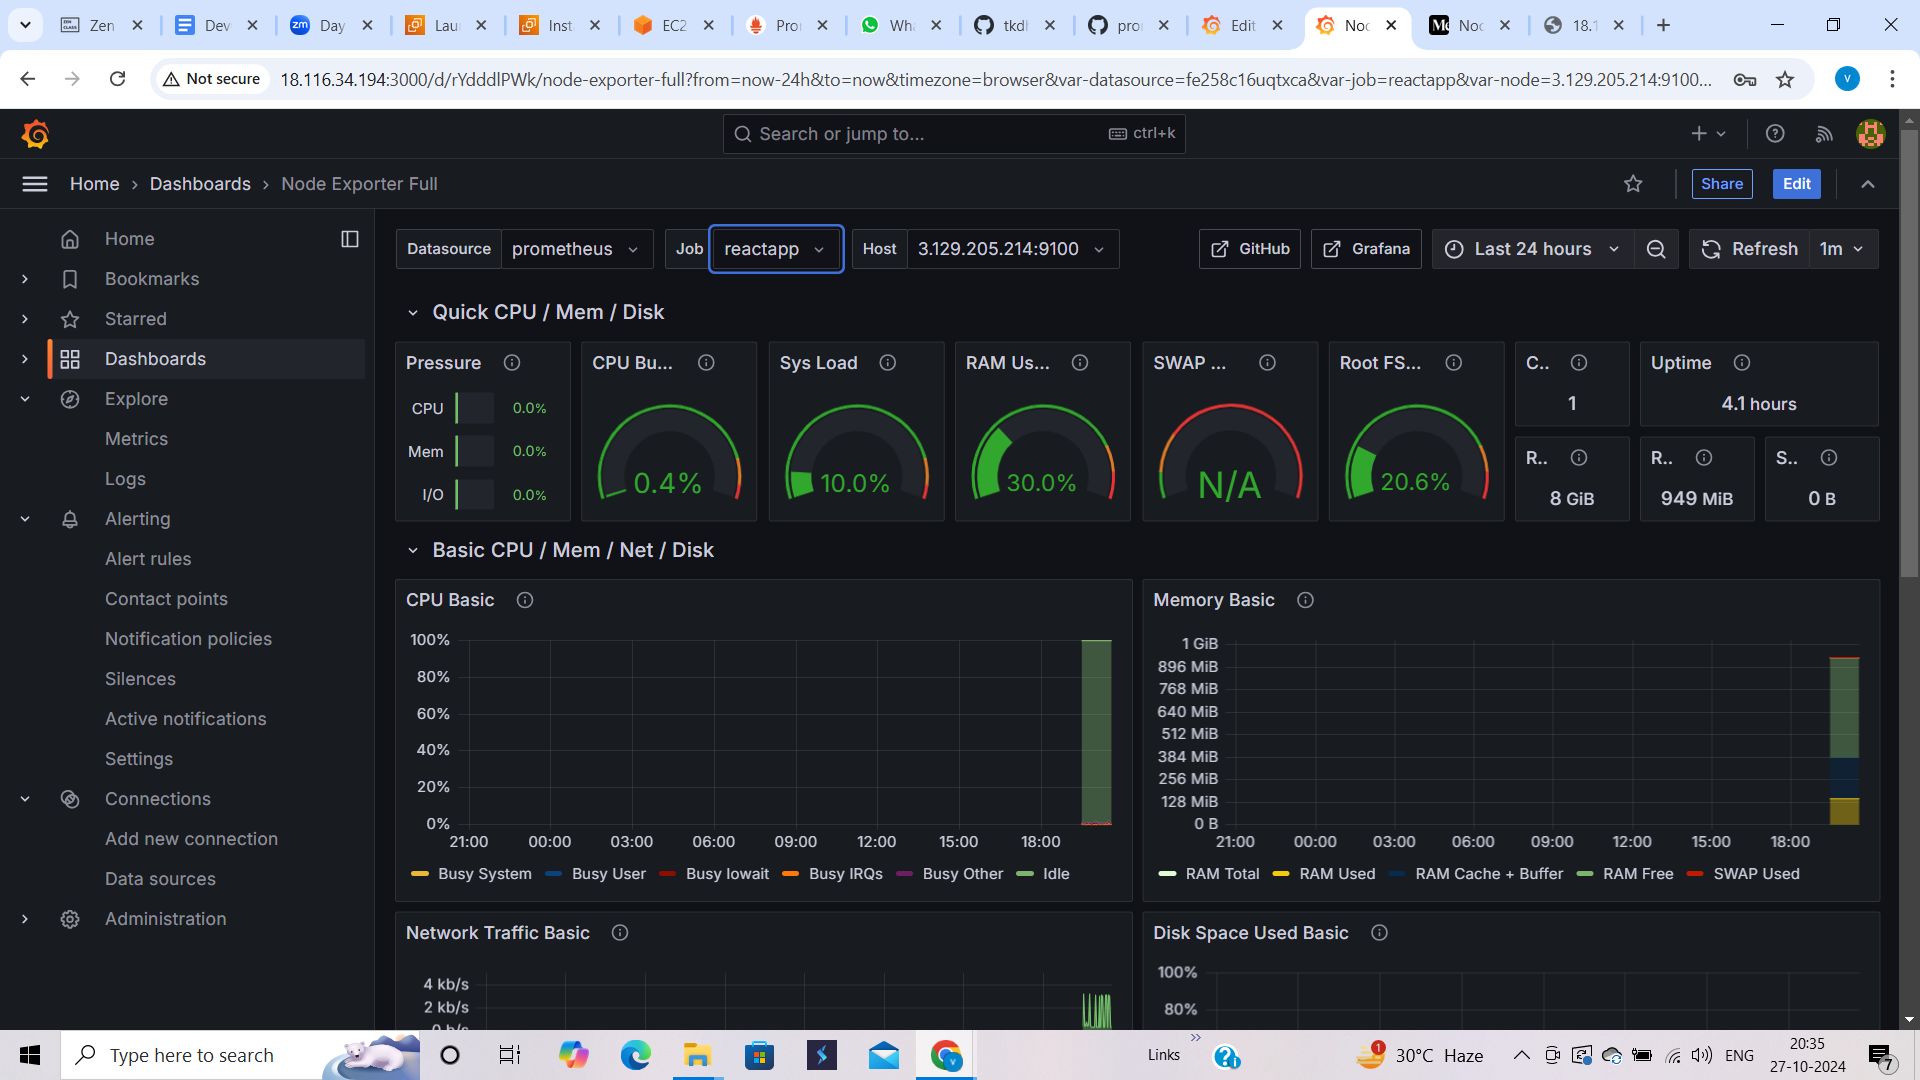 Zen
Dev
zm
Day
Lau
Inst
EC2
Pro
Wha
tkdh
pro
Edit
Noc
Noc
18.1
Not secure
18.116.34.194:3000/d/rYdddlPWk/node-exporter-full?from=now-24h&to=now&timezone=browser&var-datasource=fe258c16uqtxca&var-job=reactapp&var-node=3.129.205.214:9100...
V
Search or jump to...
ctrl+k
Home › Dashboards › Node Exporter Full
Share
Edit
Home
Bookmarks
Starred
Dashboards
Explore
Metrics
Logs
Alerting
Alert rules
Contact points
Notification policies
Silences
Active notifications
Settings
Connections
Add new connection
Data sources
Administration
Datasource prometheus Job reactapp Host 3.129.205.214:9100
GitHub Grafana Last 24 hours Refresh 1m
Quick CPU / Mem / Disk
Pressure
CPU 0.0%
Mem 0.0%
I/O 0.0%
CPU Bu...
0.4%
Sys Load
10.0%
RAM Us...
30.0%
SWAP ...
N/A
Root FS...
20.6%
C..
1
Uptime
4.1 hours
R..
8 GiB
R..
949 MiB
S..
0 B
Basic CPU / Mem / Net / Disk
CPU Basic
100%
80%
60%
40%
20%
0%
21:00 00:00 03:00 06:00 09:00 12:00 15:00 18:00
Busy System Busy User Busy Iowait Busy IRQs Busy Other Idle
Memory Basic
1 GiB
896 MiB
768 MiB
640 MiB
512 MiB
384 MiB
256 MiB
128 MiB
0 B
21:00 00:00 03:00 06:00 09:00 12:00 15:00 18:00
RAM Total RAM Used RAM Cache + Buffer RAM Free SWAP Used
Network Traffic Basic
4 kb/s
2 kb/s
0 b/s
Disk Space Used Basic
100%
80%
Type here to search
Links
1
30°C Haze
ENG
20:35
27-10-2024
7